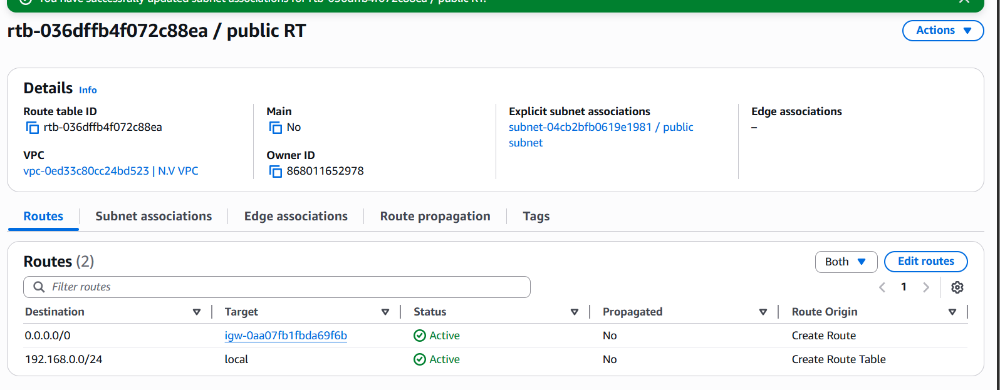 You have successfully updated subnet associations for rtb-036dffb4f072c88ea / public RT.
rtb-036dffb4f072c88ea / public RT
Actions
Details Info
Route table ID
rtb-036dffb4f072c88ea
Main
No
Explicit subnet associations
subnet-04cb2bfb0619e1981 / public
subnet
Edge associations
–
VPC
vpc-0ed33c80cc24bd523 | N.V VPC
Owner ID
868011652978
Routes
Subnet associations
Edge associations
Route propagation
Tags
Routes (2)
Both
Edit routes
Filter routes
1
Destination Target Status Propagated Route Origin
0.0.0.0/0 igw-0aa07fb1fbda69f6b Active No Create Route
192.168.0.0/24 local Active No Create Route Table